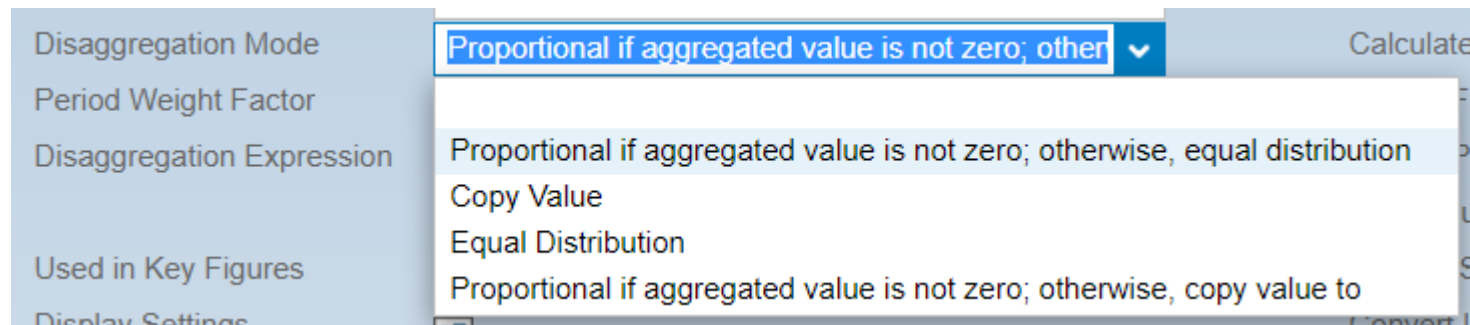 Disaggregation Mode
Proportional if aggregated value is not zero; other
Calculate
Period Weight Factor
Disaggregation Expression
Proportional if aggregated value is not zero; otherwise, equal distribution
Copy Value
Equal Distribution
Used in Key Figures
Proportional if aggregated value is not zero; otherwise, copy value to
Display Settings
Convert